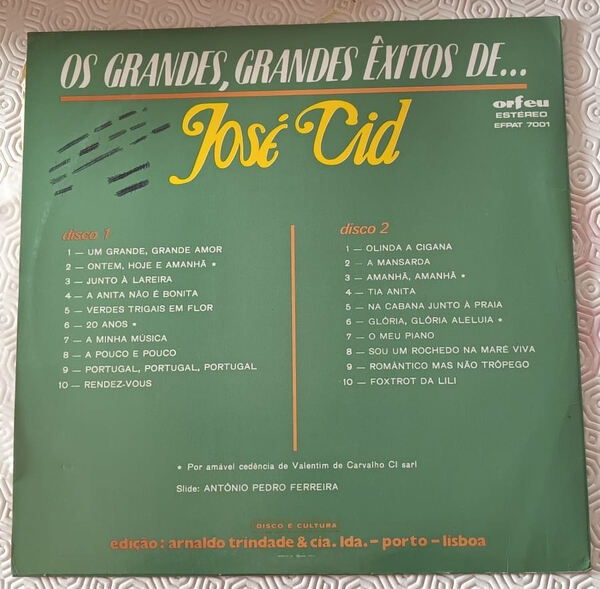 OS GRANDES, GRANDES ÊXITOS DE...
José Cid
orfeu
ESTÉREO
EFPAT 7001
disco 1
1 — UM GRANDE, GRANDE AMOR
2 — ONTEM, HOJE E AMANHÃ *
3 — JUNTO À LAREIRA
4 — A ANITA NÃO É BONITA
5 — VERDES TRIGAIS EM FLOR
6 — 20 ANOS *
7 — A MINHA MÚSICA
8 — A POUCO E POUCO
9 — PORTUGAL, PORTUGAL, PORTUGAL
10 — RENDEZ-VOUS
disco 2
1 — OLINDA A CIGANA
2 — A MANSARDA
3 — AMANHÃ, AMANHÃ *
4 — TIA ANITA
5 — NA CABANA JUNTO À PRAIA
6 — GLÓRIA, GLÓRIA ALELUIA *
7 — O MEU PIANO
8 — SOU UM ROCHEDO NA MARÉ VIVA
9 — ROMÂNTICO MAS NÃO TRÔPEGO
10 — FOXTROT DA LILI
* Por amável cedência de Valentim de Carvalho CI sarl
Slide: ANTÓNIO PEDRO FERREIRA
DISCO É CULTURA
edição: arnaldo trindade & cia. lda. – porto – lisboa